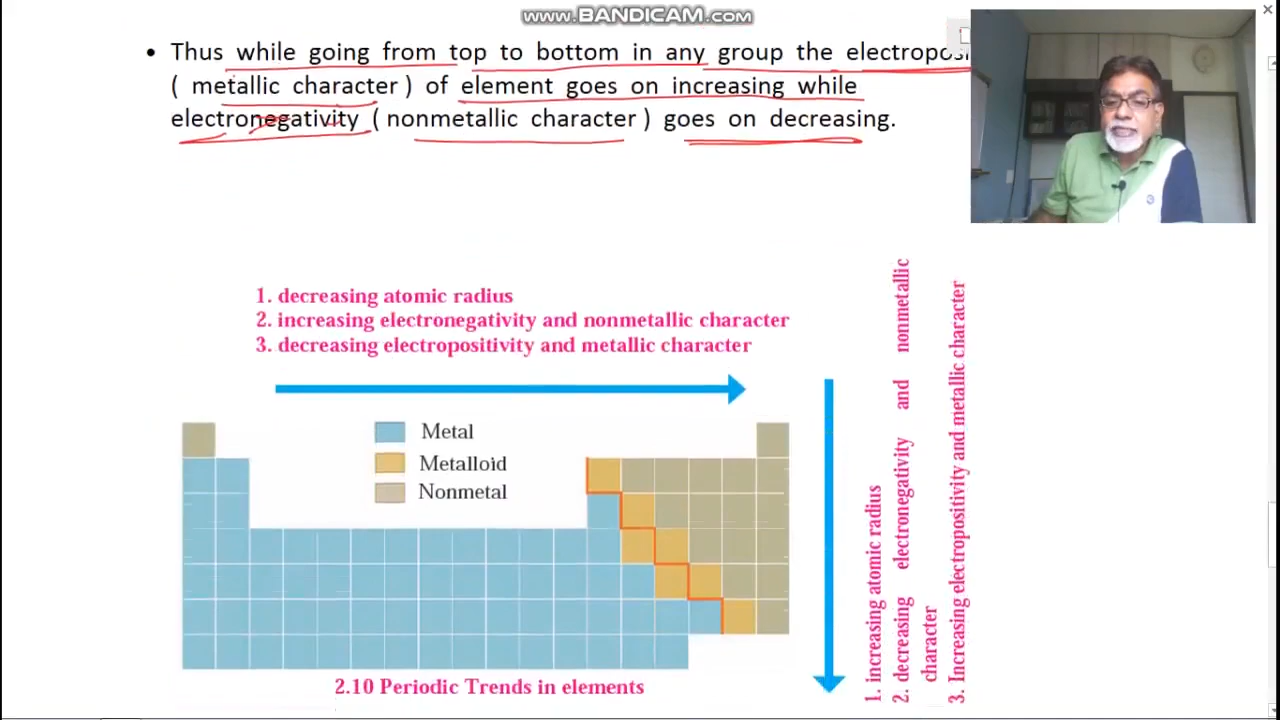 www.BANDICAM.com
• Thus while going from top to bottom in any group the
( metallic character ) of element goes on increasing while
electronegativity ( nonmetallic character ) goes on decreasing.
1. decreasing atomic radius
2. increasing electronegativity and nonmetallic character
3. decreasing electropositivity and metallic character
Metal
Metalloid
Nonmetal
1. increasing atomic radius
2. decreasing electronegativity and nonmetallic
character
3. Increasing electropositivity and metallic character
2.10 Periodic Trends in elements